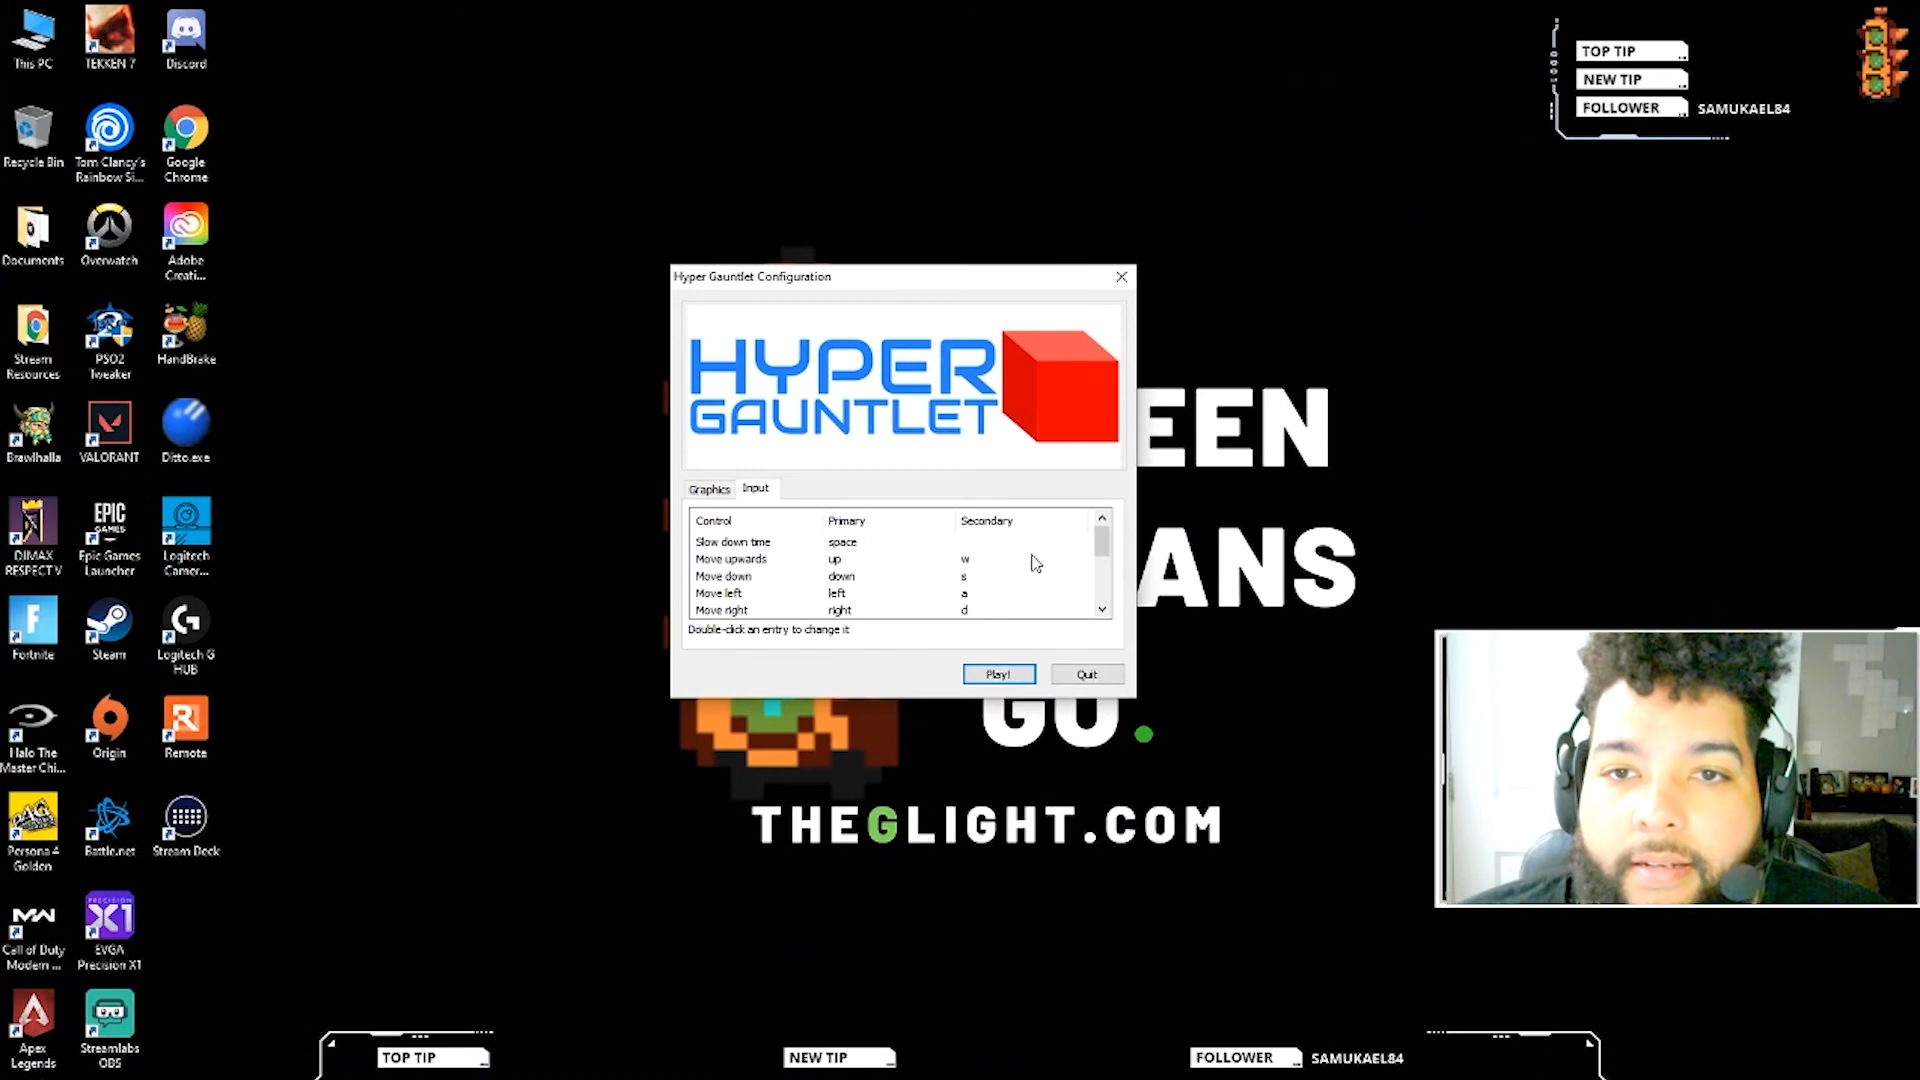 This PC
TEKKEN 7
Discord
Recycle Bin
Tom Clancy's
Rainbow Si...
Google
Chrome
Documents
Overwatch
Adobe
Creati...
Stream
Resources
PSO2
Tweaker
HandBrake
Brawlhalla
VALORANT
Ditto.exe
DJMAX
RESPECT V
EPIC
GAMES
Epic Games
Launcher
Logitech
Camer...
Fortnite
Steam
Logitech G
HUB
Halo The
Master Chi...
Origin
Remote
Persona 4
Golden
Battle.net
Stream Deck
MW
Call of Duty
Modern ...
PRECISION
X1
EVGA
Precision X1
Apex
Legends
Streamlabs
OBS
TOP TIP
NEW TIP
FOLLOWER SAMUKAEL84
Hyper Gauntlet Configuration
HYPER
GAUNTLET
Graphics Input
Control Primary Secondary
Slow down time space
Move upwards up w
Move down down s
Move left left a
Move right right d
Double-click an entry to change it
Play! Quit
EEN
ANS
GO.
THEGLIGHT.COM
TOP TIP
NEW TIP
FOLLOWER SAMUKAEL84